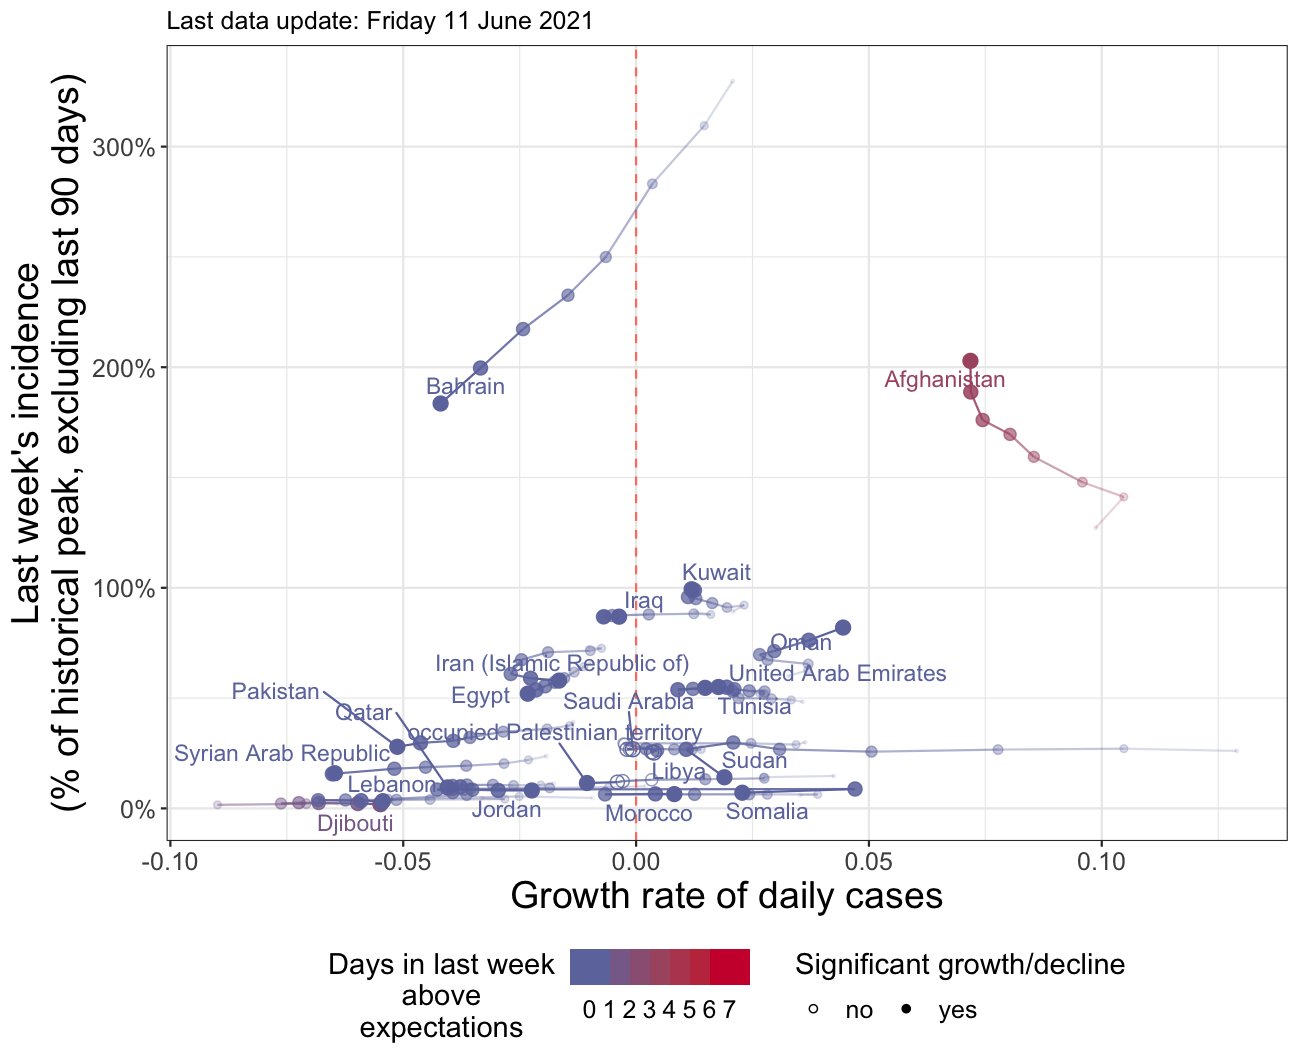 Last data update: Friday 11 June 2021
Last week's incidence
(% of historical peak, excluding last 90 days)
300%
200%
100%
0%
Bahrain
Afghanistan
Kuwait
Iraq
Oman
Iran (Islamic Republic of)
United Arab Emirates
Pakistan
Egypt
Saudi Arabia
Tunisia
Qatar
occupied Palestinian territory
Syrian Arab Republic
Sudan
Libya
Lebanon
Jordan
Morocco
Somalia
Djibouti
-0.10 -0.05 0.00 0.05 0.10
Growth rate of daily cases
Days in last week
above
expectations
0 1 2 3 4 5 6 7
Significant growth/decline
no yes